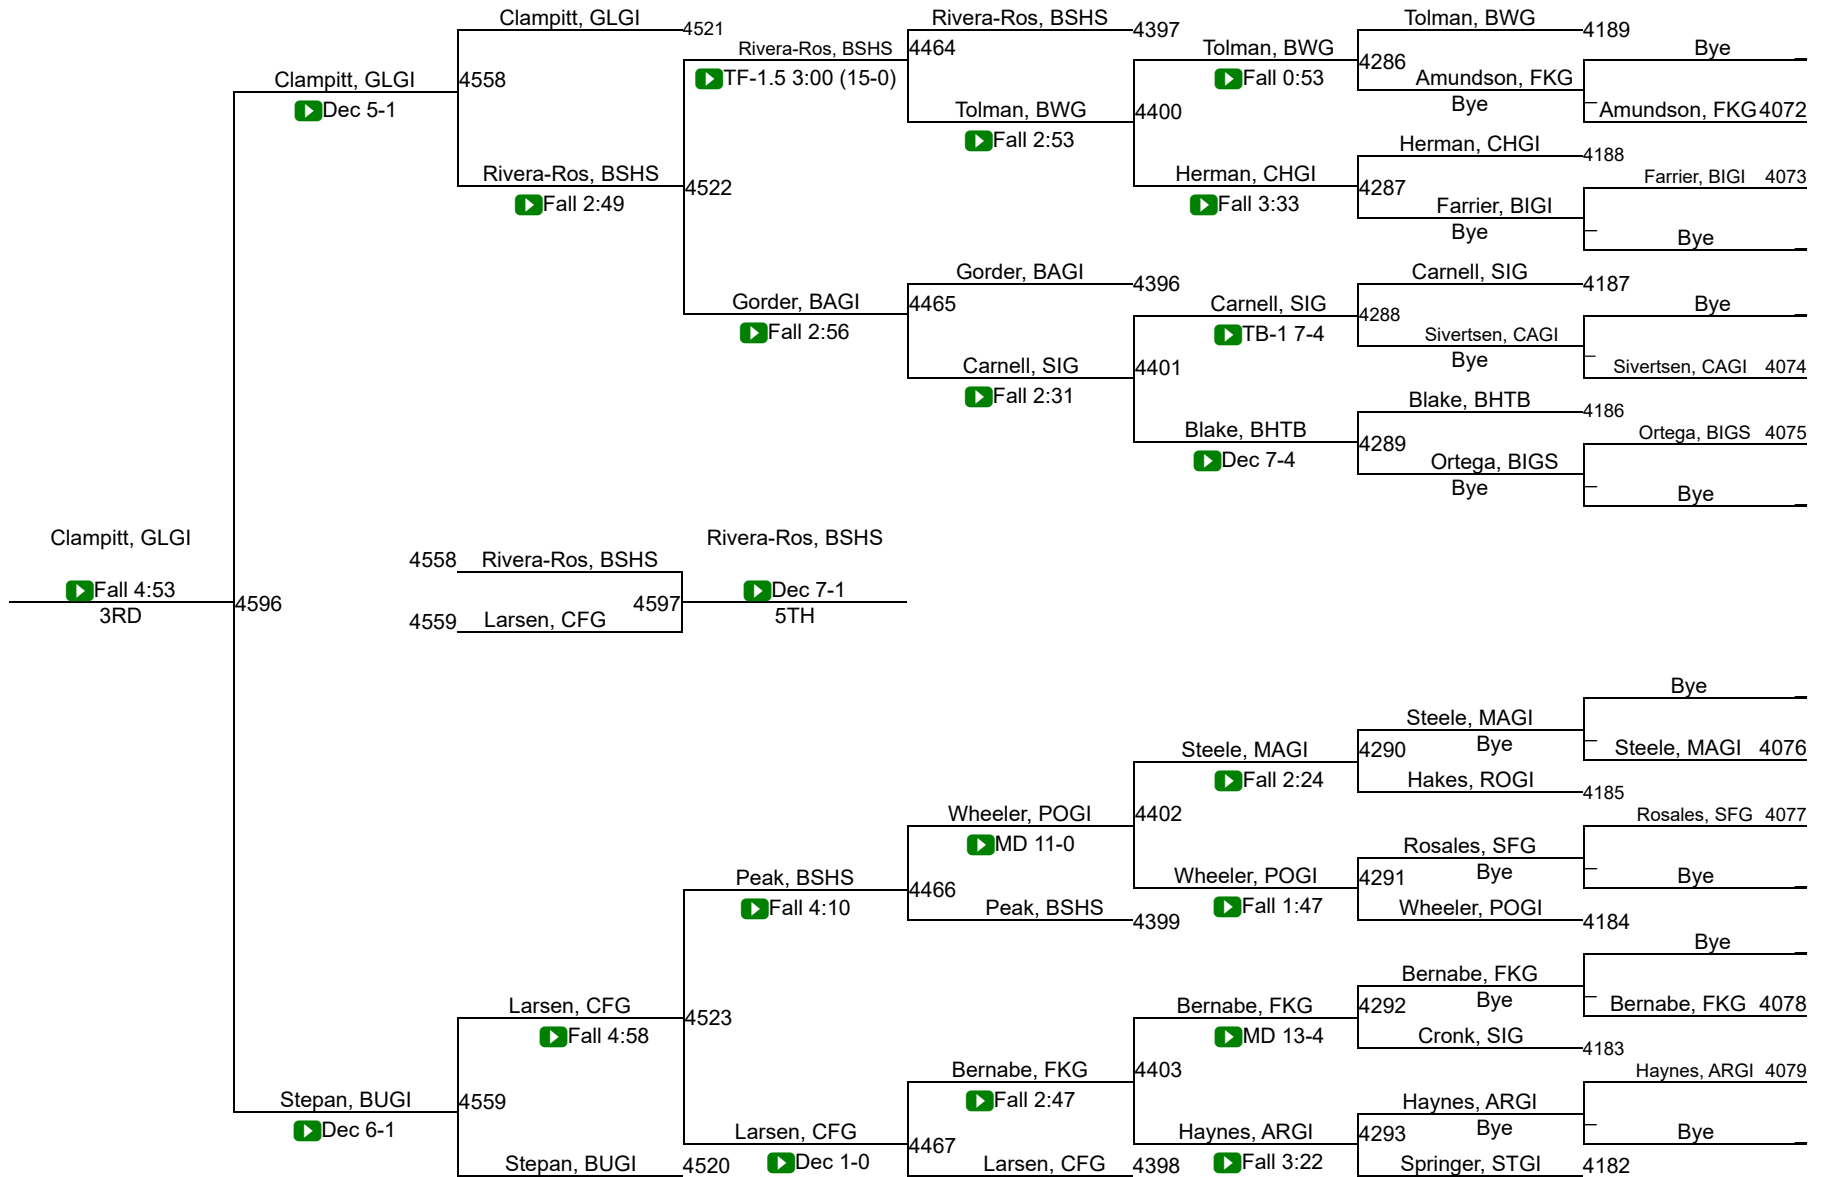 Clampitt, GLGI
4521
Rivera-Ros, BSHS
4397
Tolman, BWG
4189
Clampitt, GLGI
Dec 5-1
4558
Rivera-Ros, BSHS
TF-1.5 3:00 (15-0)
4464
Tolman, BWG
Fall 0:53
4286
Amundson, FKG
Bye
Bye
Amundson, FKG 4072
Tolman, BWG
Fall 2:53
4400
Herman, CHGI
4188
Rivera-Ros, BSHS
Fall 2:49
4522
Herman, CHGI
Fall 3:33
4287
Farrier, BIGI
Bye
Farrier, BIGI 4073
Bye
Gorder, BAGI
4396
Carnell, SIG
4187
Gorder, BAGI
Fall 2:56
4465
Carnell, SIG
TB-1 7-4
4288
Sivertsen, CAGI
Bye
Bye
Sivertsen, CAGI 4074
Carnell, SIG
Fall 2:31
4401
Blake, BHTB
4186
Blake, BHTB
Dec 7-4
4289
Ortega, BIGS
Bye
Ortega, BIGS 4075
Bye
Clampitt, GLGI
Fall 4:53
3RD
4596
4558 Rivera-Ros, BSHS
4559 Larsen, CFG
4597
Rivera-Ros, BSHS
Dec 7-1
5TH
Bye
Steele, MAGI
Bye
Steele, MAGI 4076
Steele, MAGI
Fall 2:24
4290
Hakes, ROGI
4185
Wheeler, POGI
MD 11-0
4402
Rosales, SFG 4077
Rosales, SFG
Bye
Bye
Peak, BSHS
Fall 4:10
4466
Wheeler, POGI
Fall 1:47
4291
Peak, BSHS
4399
Wheeler, POGI
4184
Bye
Bernabe, FKG
Bye
Bernabe, FKG 4078
Larsen, CFG
Fall 4:58
4523
Bernabe, FKG
MD 13-4
4292
Cronk, SIG
4183
Bernabe, FKG
Fall 2:47
4403
Haynes, ARGI 4079
Stepan, BUGI
Dec 6-1
4559
Haynes, ARGI
Bye
Bye
Larsen, CFG
Dec 1-0
4467
Haynes, ARGI
Fall 3:22
4293
Stepan, BUGI
4520
Larsen, CFG
4398
Springer, STGI
4182